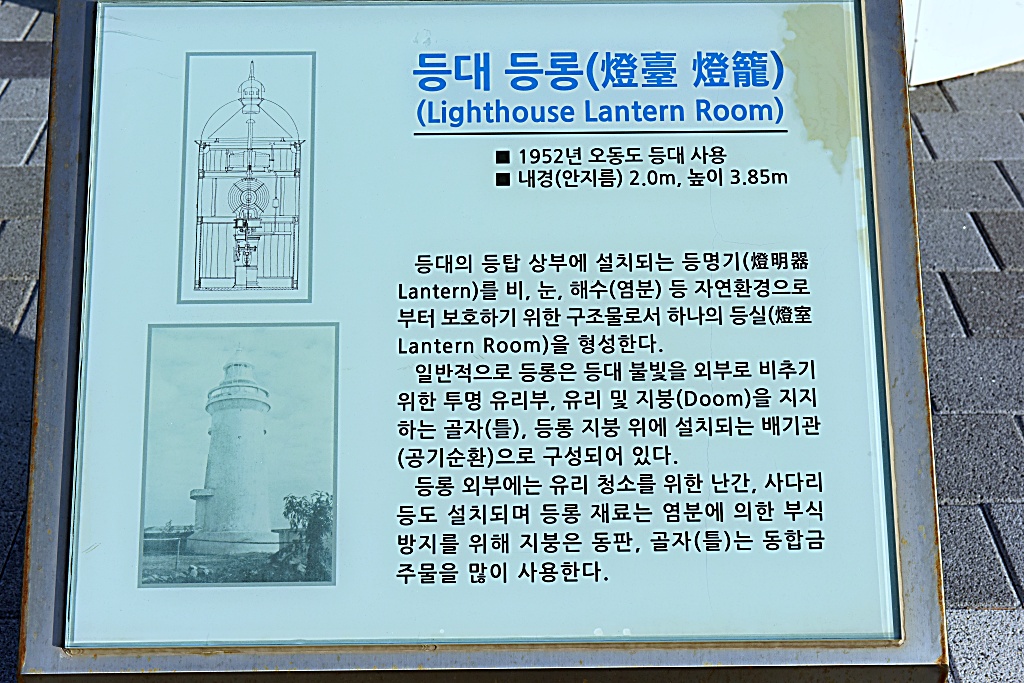 등대 등롱(燈臺 燈籠)
(Lighthouse Lantern Room)
■ 1952년 오동도 등대 사용
■ 내경(안지름) 2.0m, 높이 3.85m
등대의 등탑 상부에 설치되는 등명기(燈明器
Lantern)를 비, 눈, 해수(염분) 등 자연환경으로
부터 보호하기 위한 구조물로서 하나의 등실(燈室
Lantern Room)을 형성한다.
일반적으로 등롱은 등대 불빛을 외부로 비추기
위한 투명 유리부, 유리 및 지붕(Doom)을 지지
하는 골자(틀), 등롱 지붕 위에 설치되는 배기관
(공기순환)으로 구성되어 있다.
등롱 외부에는 유리 청소를 위한 난간, 사다리
등도 설치되며 등롱 재료는 염분에 의한 부식
방지를 위해 지붕은 동판, 골자(틀)는 동합금
주물을 많이 사용한다.